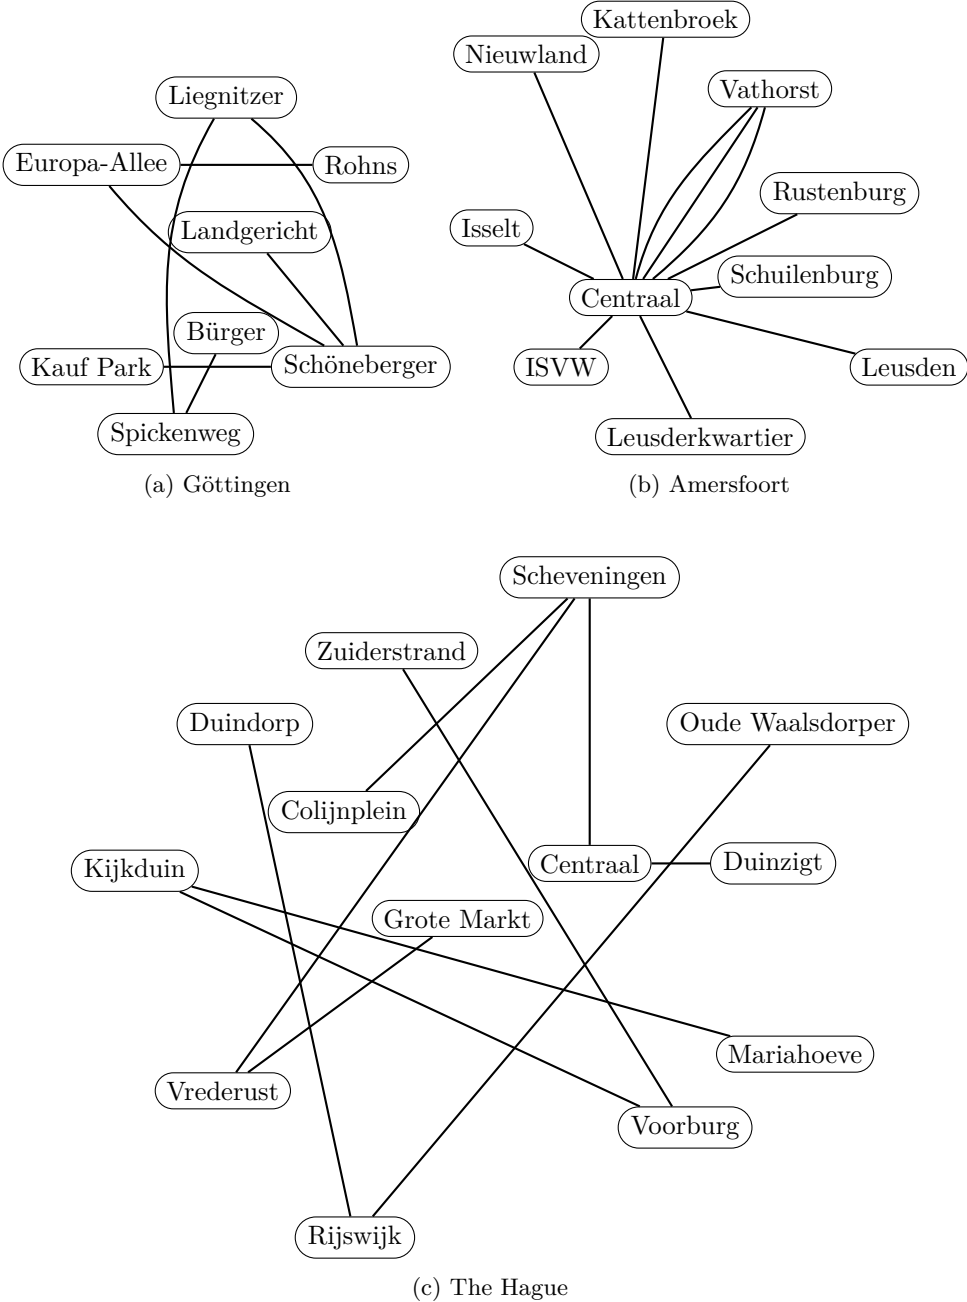 Liegnitzer
Europa-Allee
Rohns
Landgericht
Bürger
Kauf Park
Schöneberger
Spickenweg
(a) Göttingen
Kattenbroek
Nieuwland
Vathorst
Rustenburg
Isselt
Schuilenburg
Centraal
ISVW
Leusden
Leusderkwartier
(b) Amersfoort
Scheveningen
Zuiderstrand
Duindorp
Oude Waalsdorper
Colijnplein
Centraal
Duinzigt
Kijkduin
Grote Markt
Mariahoeve
Vrederust
Voorburg
Rijswijk
(c) The Hague